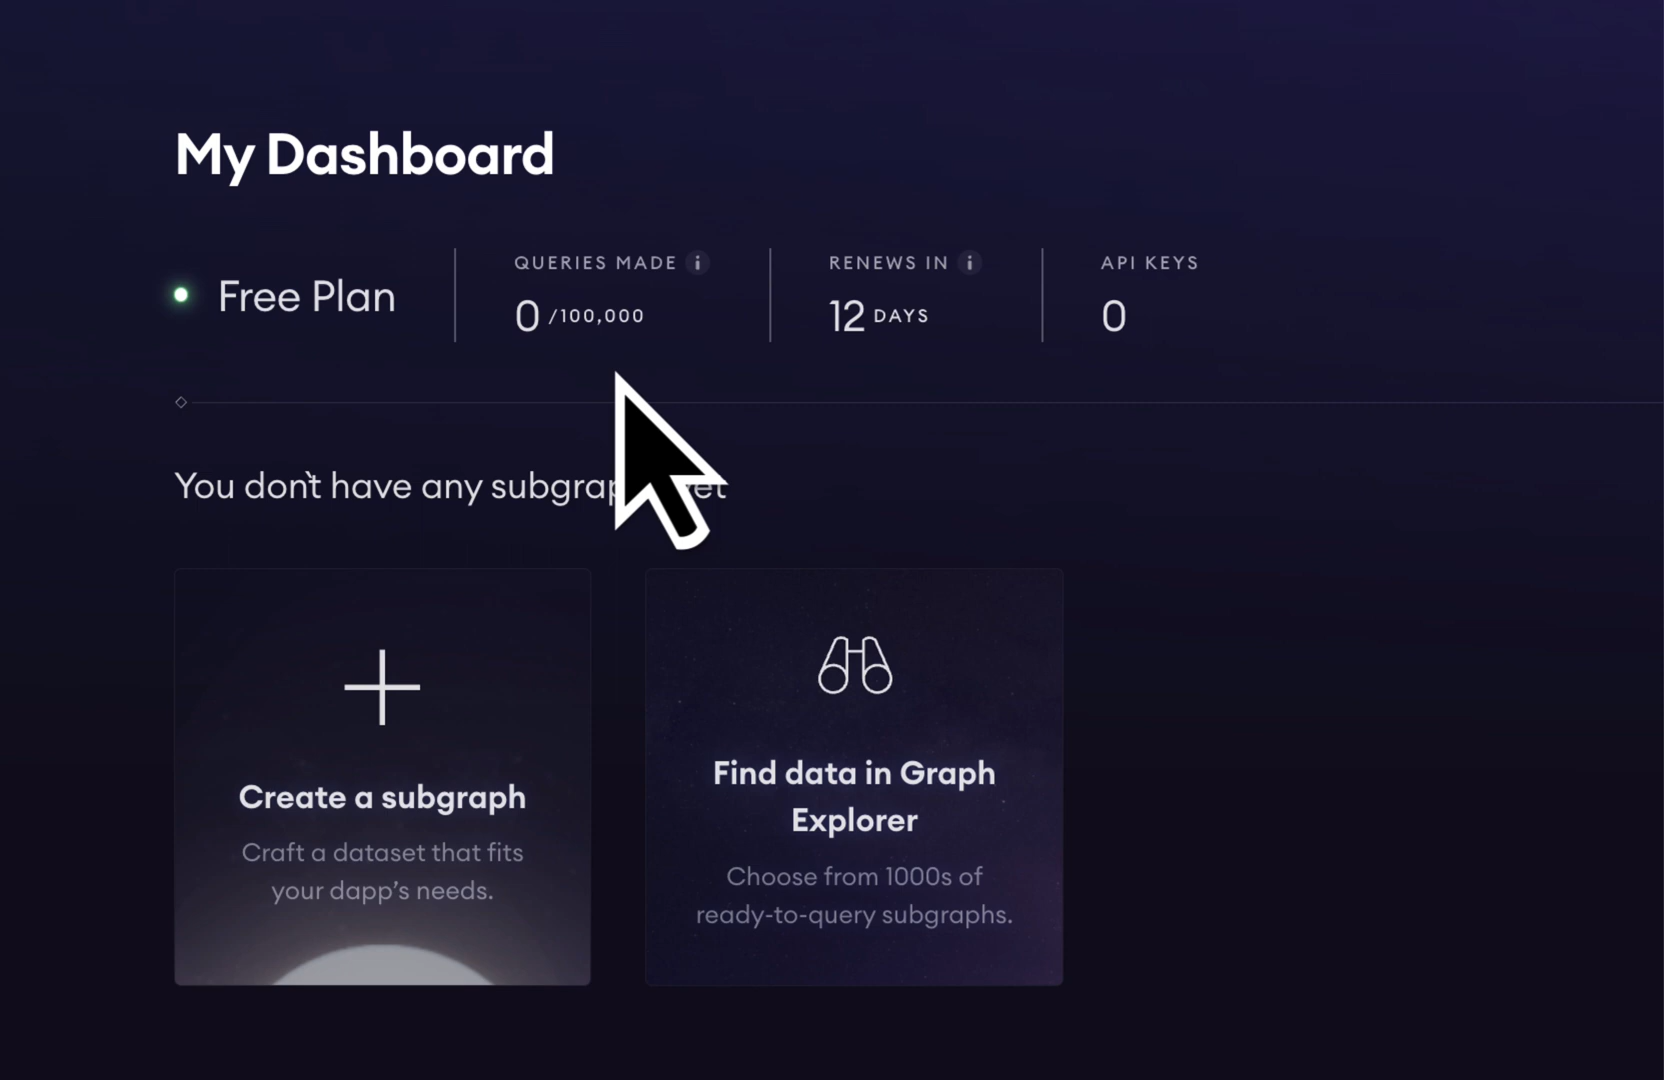 My Dashboard
Free Plan
QUERIES MADE i
0 /100,000
RENEWS IN i
12 DAYS
API KEYS
0
You don't have any
Create a subgraph
Craft a dataset that fits
your dapp's needs.
Find data in Graph
Explorer
Choose from 1000s of
ready-to-query subgraphs.